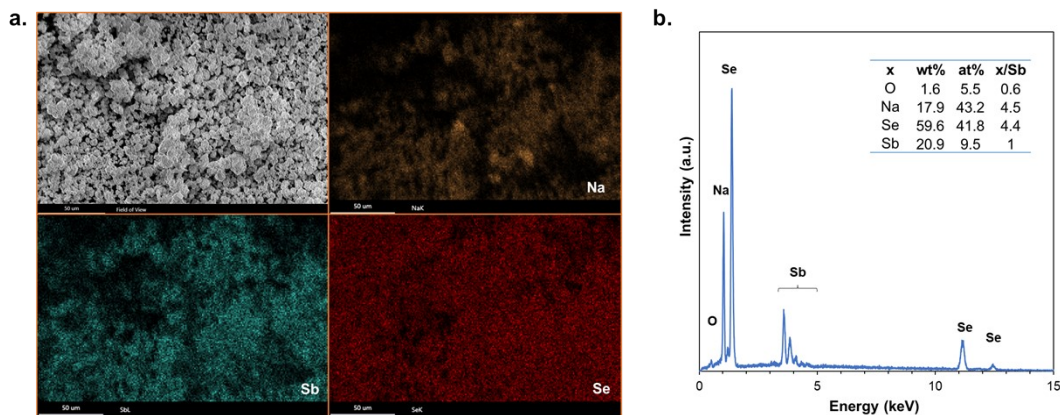 a.
50 um
Field of View
Na
50 um
NaK
Sb
50 um
SbL
Se
50 um
SeK
b.
Intensity (a.u.)
Se
Na
O
Sb
Se
Se
x wt% at% x/Sb
O 1.6 5.5 0.6
Na 17.9 43.2 4.5
Se 59.6 41.8 4.4
Sb 20.9 9.5 1
0 5 10 15
Energy (keV)